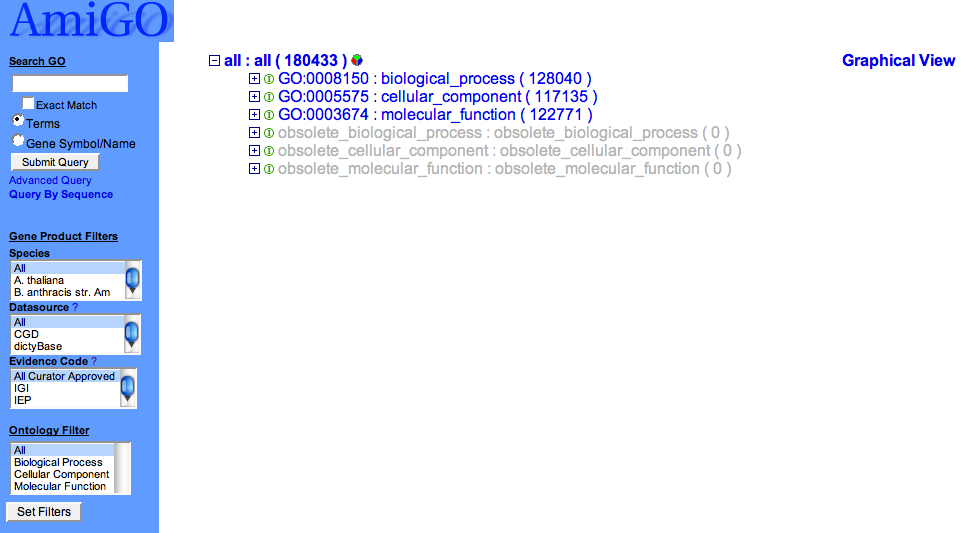 AmiGO
Search GO
Exact Match
Terms
Gene Symbol/Name
Submit Query
Advanced Query
Query By Sequence
Gene Product Filters
Species
All
A. thaliana
B. anthracis str. Am
Datasource ?
All
CGD
dictyBase
Evidence Code ?
All Curator Approved
IGI
IEP
Ontology Filter
All
Biological Process
Cellular Component
Molecular Function
Set Filters
all : all ( 180433 )
Graphical View
GO:0008150 : biological_process ( 128040 )
GO:0005575 : cellular_component ( 117135 )
GO:0003674 : molecular_function ( 122771 )
obsolete_biological_process : obsolete_biological_process ( 0 )
obsolete_cellular_component : obsolete_cellular_component ( 0 )
obsolete_molecular_function : obsolete_molecular_function ( 0 )